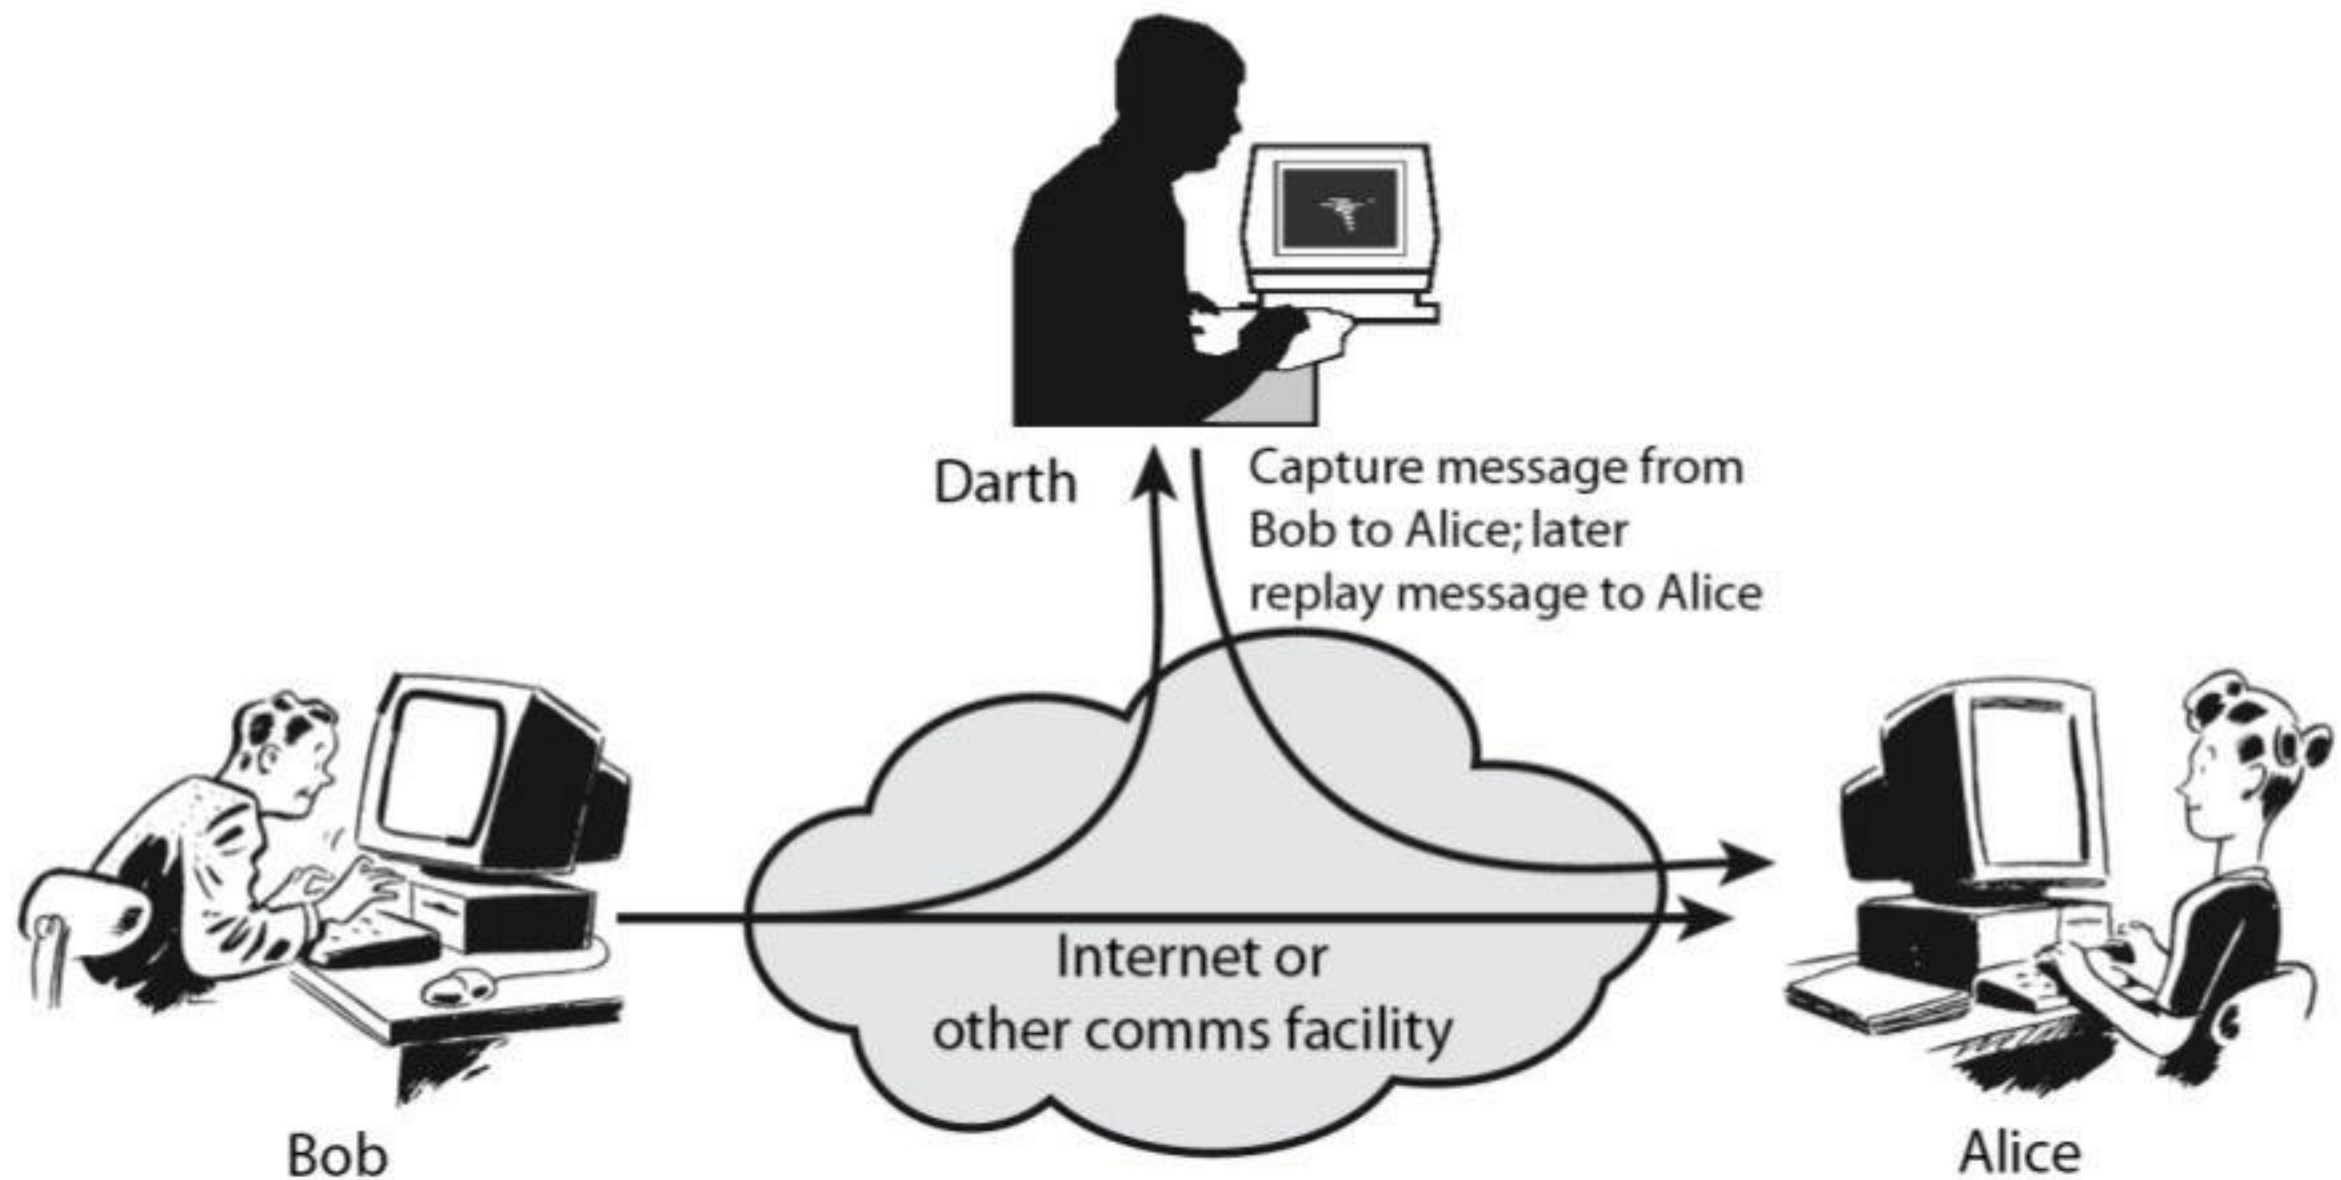 Darth
Capture message from
Bob to Alice; later
replay message to Alice
Internet or
other comms facility
Bob
Alice